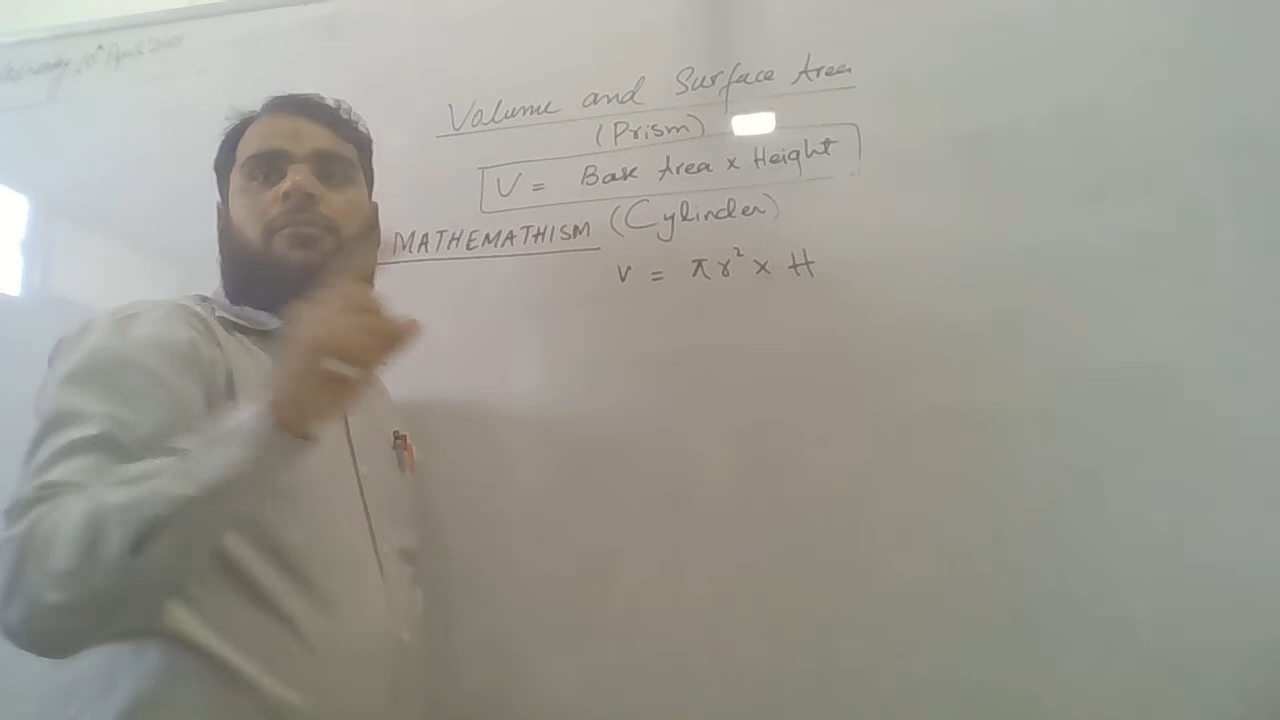 Volume and Surface Area
(Prism)
V = Base Area x Height
MATHEMATHISM (Cylinder)
V = πr² x H